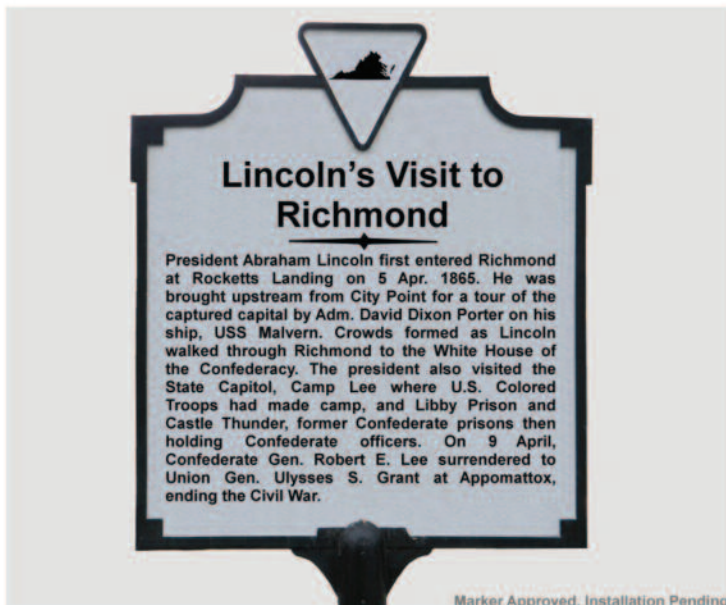 Lincoln's Visit to
Richmond
President Abraham Lincoln first entered Richmond
at Rocketts Landing on 5 Apr. 1865. He was
brought upstream from City Point for a tour of the
captured capital by Adm. David Dixon Porter on his
ship, USS Malvern. Crowds formed as Lincoln
walked through Richmond to the White House of
the Confederacy. The president also visited the
State Capitol, Camp Lee where U.S. Colored
Troops had made camp, and Libby Prison and
Castle Thunder, former Confederate prisons then
holding Confederate officers. On 9 April,
Confederate Gen. Robert E. Lee surrendered to
Union Gen. Ulysses S. Grant at Appomattox,
ending the Civil War.
Marker Approved, Installation Pending